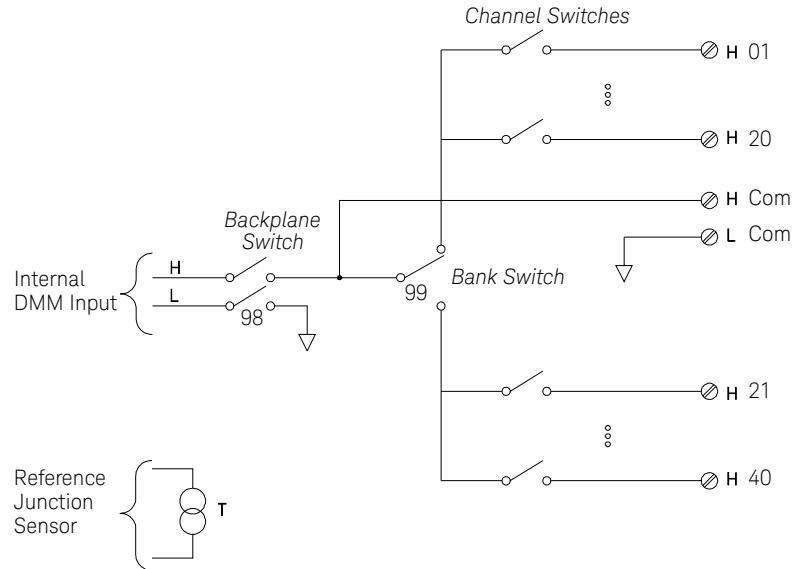 Channel Switches
H 01
H 20
H Com
L Com
Backplane
Switch
Internal
DMM Input
H
L
98
99
Bank Switch
H 21
H 40
Reference
Junction
Sensor
T